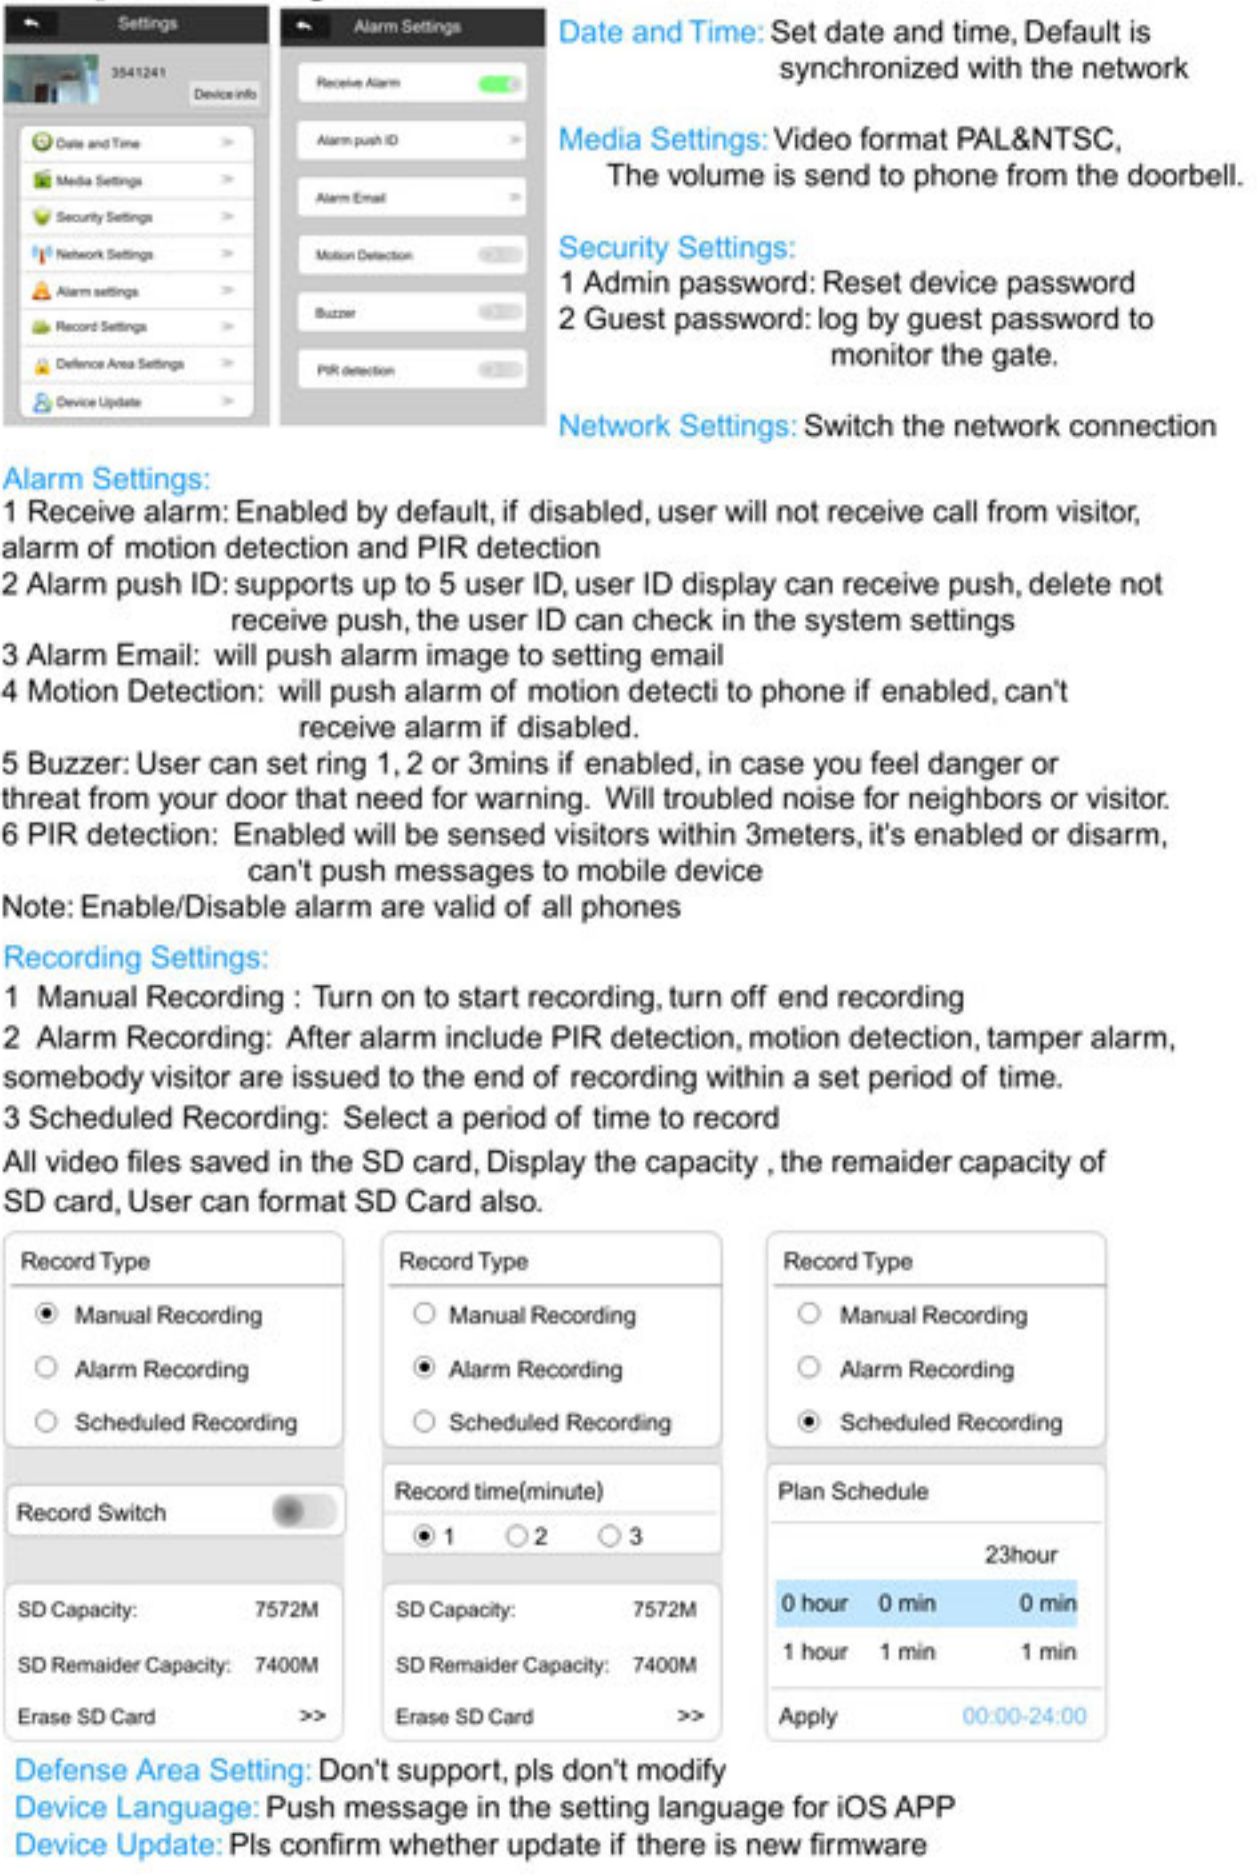 Settings
3541241
Device info
Date and Time
Media Settings
Security Settings
Network Settings
Alarm settings
Record Settings
Defence Area Settings
Device Update
Alarm Settings
Receive Alarm
Alarm push ID
Alarm Email
Motion Detection
Buzzer
PIR detection
Date and Time: Set date and time, Default is
synchronized with the network
Media Settings: Video format PAL&NTSC,
The volume is send to phone from the doorbell.
Security Settings:
1 Admin password: Reset device password
2 Guest password: log by guest password to
monitor the gate.
Network Settings: Switch the network connection
Alarm Settings:
1 Receive alarm: Enabled by default, if disabled, user will not receive call from visitor,
alarm of motion detection and PIR detection
2 Alarm push ID: supports up to 5 user ID, user ID display can receive push, delete not
receive push, the user ID can check in the system settings
3 Alarm Email: will push alarm image to setting email
4 Motion Detection: will push alarm of motion detecti to phone if enabled, can't
receive alarm if disabled.
5 Buzzer: User can set ring 1, 2 or 3mins if enabled, in case you feel danger or
threat from your door that need for warning. Will troubled noise for neighbors or visitor.
6 PIR detection: Enabled will be sensed visitors within 3meters, it's enabled or disarm,
can't push messages to mobile device
Note: Enable/Disable alarm are valid of all phones
Recording Settings:
1 Manual Recording : Turn on to start recording, turn off end recording
2 Alarm Recording: After alarm include PIR detection, motion detection, tamper alarm,
somebody visitor are issued to the end of recording within a set period of time.
3 Scheduled Recording: Select a period of time to record
All video files saved in the SD card, Display the capacity , the remaider capacity of
SD card, User can format SD Card also.
Record Type
Manual Recording
Alarm Recording
Scheduled Recording
Record Switch
SD Capacity: 7572M
SD Remaider Capacity: 7400M
Erase SD Card >>
Record Type
Manual Recording
Alarm Recording
Scheduled Recording
Record time(minute)
1 2 3
SD Capacity: 7572M
SD Remaider Capacity: 7400M
Erase SD Card >>
Record Type
Manual Recording
Alarm Recording
Scheduled Recording
Plan Schedule
23hour
0 hour 0 min 0 min
1 hour 1 min 1 min
Apply 00:00-24:00
Defense Area Setting: Don't support, pls don't modify
Device Language: Push message in the setting language for iOS APP
Device Update: Pls confirm whether update if there is new firmware